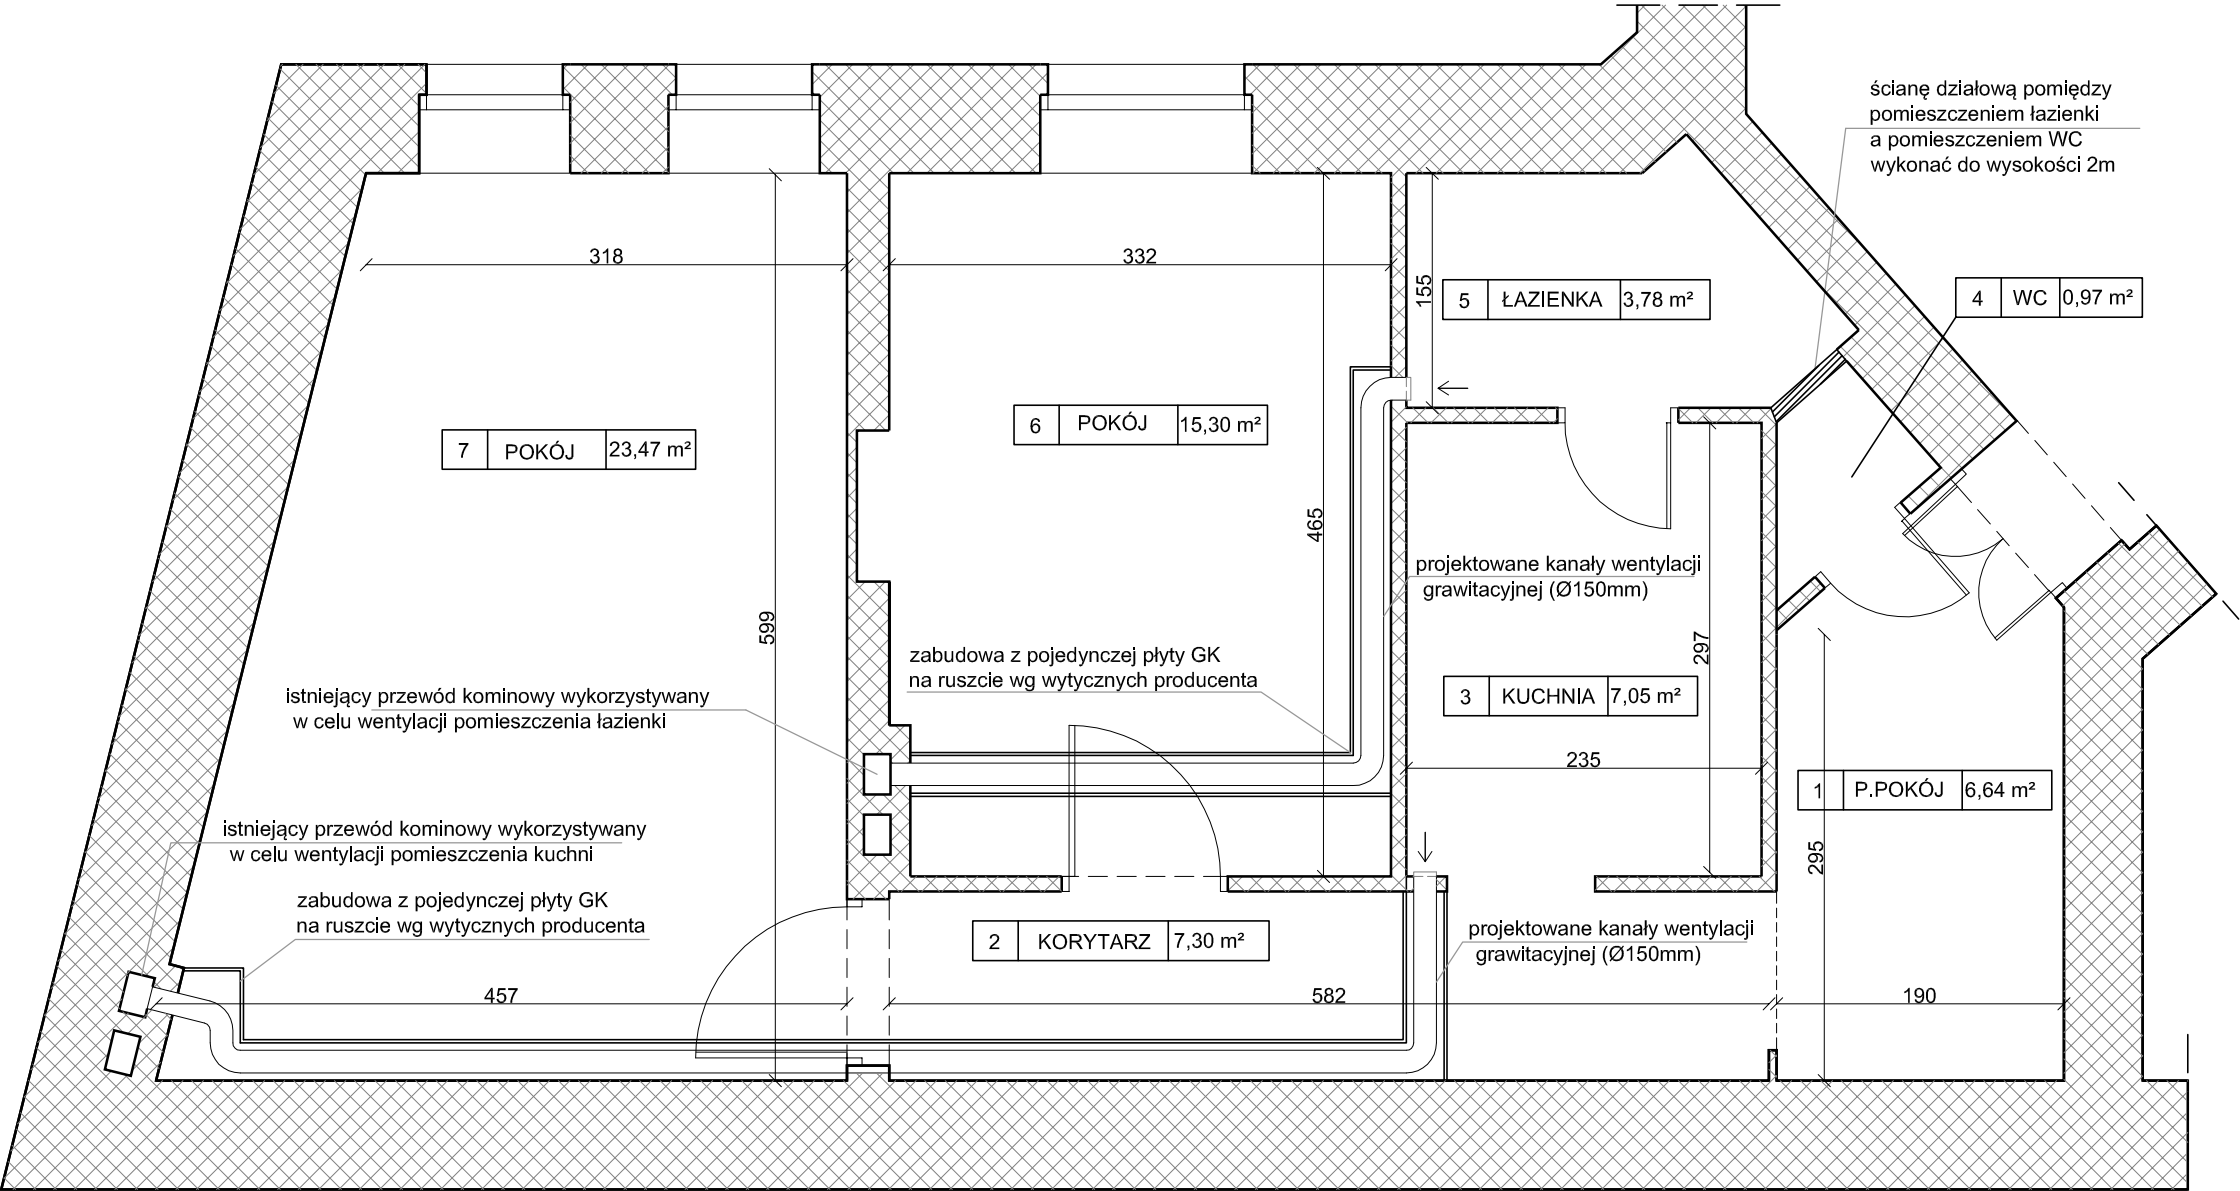 ścianę działową pomiędzy
pomieszczeniem łazienki
a pomieszczeniem WC
wykonać do wysokości 2m
318
332
155
5 ŁAZIENKA 3,78 m²
4 WC 0,97 m²
7 POKÓJ 23,47 m²
6 POKÓJ 15,30 m²
465
projektowane kanały wentylacji
grawitacyjnej (Ø150mm)
599
297
zabudowa z pojedynczej płyty GK
na ruszcie wg wytycznych producenta
istniejący przewód kominowy wykorzystywany
w celu wentylacji pomieszczenia łazienki
3 KUCHNIA 7,05 m²
235
1 P.POKÓJ 6,64 m²
295
istniejący przewód kominowy wykorzystywany
w celu wentylacji pomieszczenia kuchni
zabudowa z pojedynczej płyty GK
na ruszcie wg wytycznych producenta
2 KORYTARZ 7,30 m²
projektowane kanały wentylacji
grawitacyjnej (Ø150mm)
457
582
190